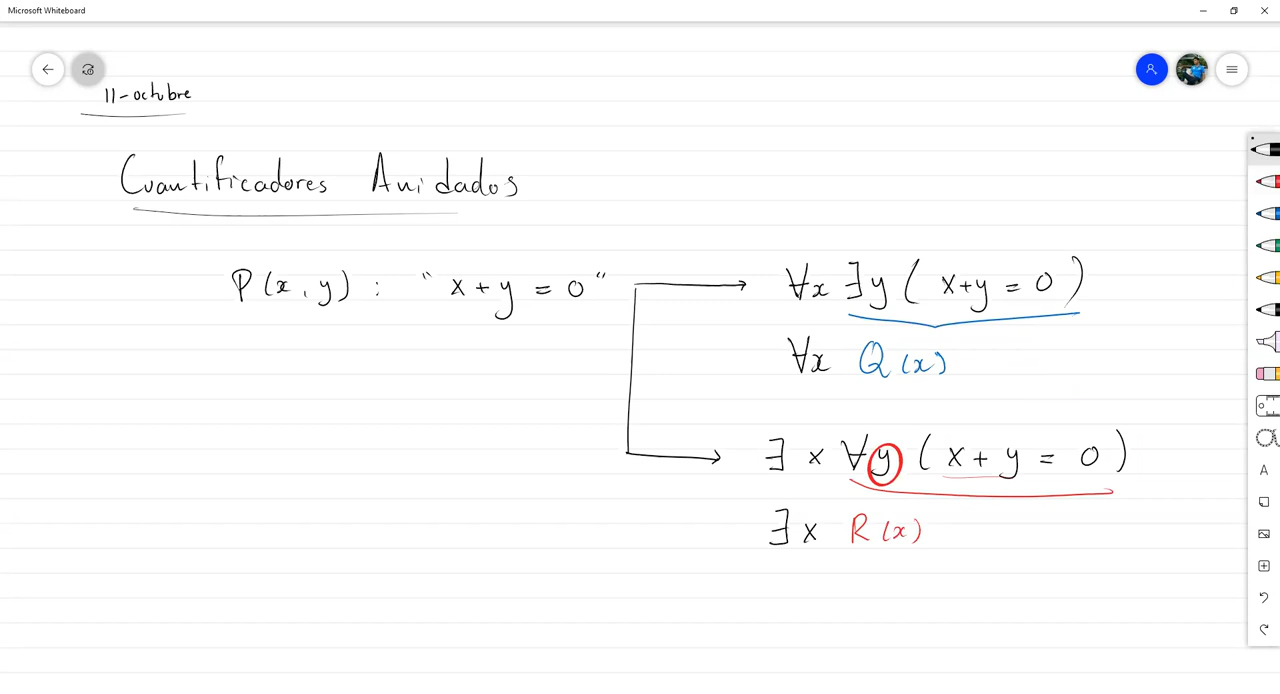 Microsoft Whiteboard
11-octubre
Cuantificadores Anidados
P(x, y) : "x+y = 0" ∀x ∃y ( x+y = 0 )
∀x Q(x)
∃ x ∀y ( x + y = 0 )
∃ x R(x)
A